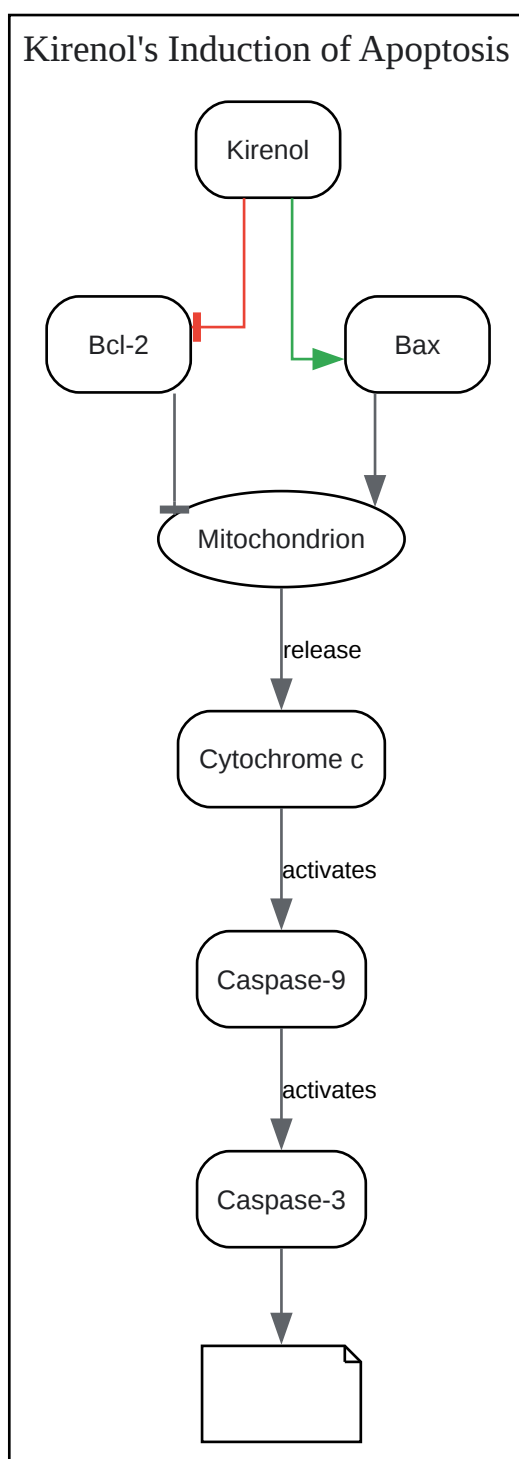 Kirenol's Induction of Apoptosis
Kirenol
Bcl-2
Bax
Mitochondrion
release
Cytochrome c
activates
Caspase-9
activates
Caspase-3